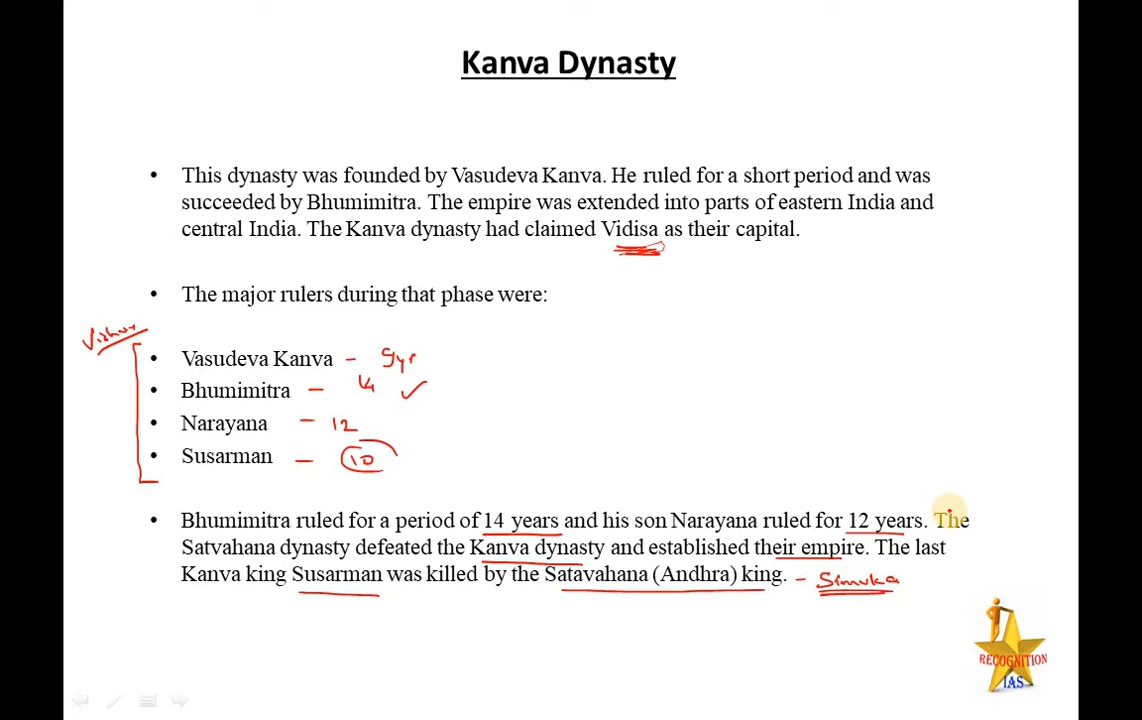 Kanva Dynasty
• This dynasty was founded by Vasudeva Kanva. He ruled for a short period and was
succeeded by Bhumimitra. The empire was extended into parts of eastern India and
central India. The Kanva dynasty had claimed Vidisa as their capital.
• The major rulers during that phase were:
• Vasudeva Kanva – 9yr
• Bhumimitra – 14
• Narayana – 12
• Susarman – 10
• Bhumimitra ruled for a period of 14 years and his son Narayana ruled for 12 years. The
Satvahana dynasty defeated the Kanva dynasty and established their empire. The last
Kanva king Susarman was killed by the Satavahana (Andhra) king. – Simuka
RECOGNITION
IAS